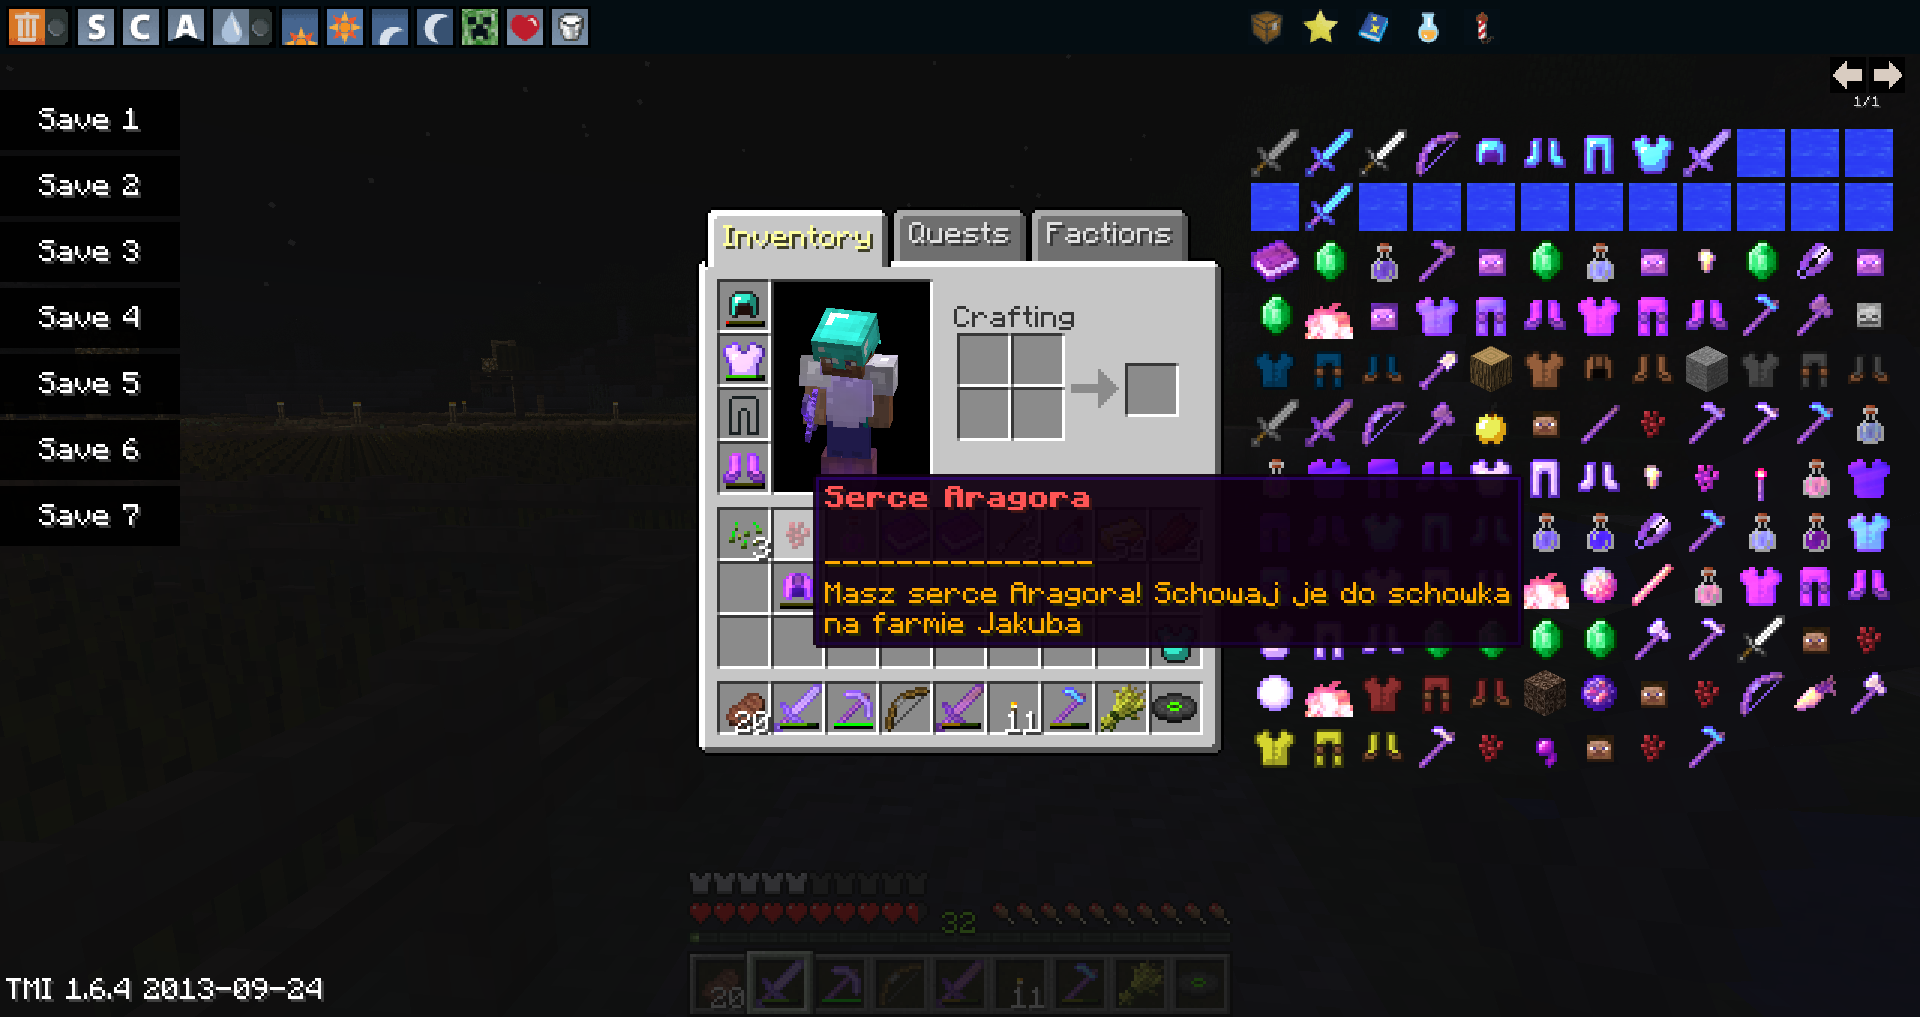 S C A
1/1
Save 1
Save 2
Save 3
Save 4
Save 5
Save 6
Save 7
Inventory Quests Factions
Crafting
Serce Aragora
---------------
Masz serce Aragora! Schowaj je do schowka
na farmie Jakuba
3
20 11
32
20 11
TMI 1.6.4 2013-09-24